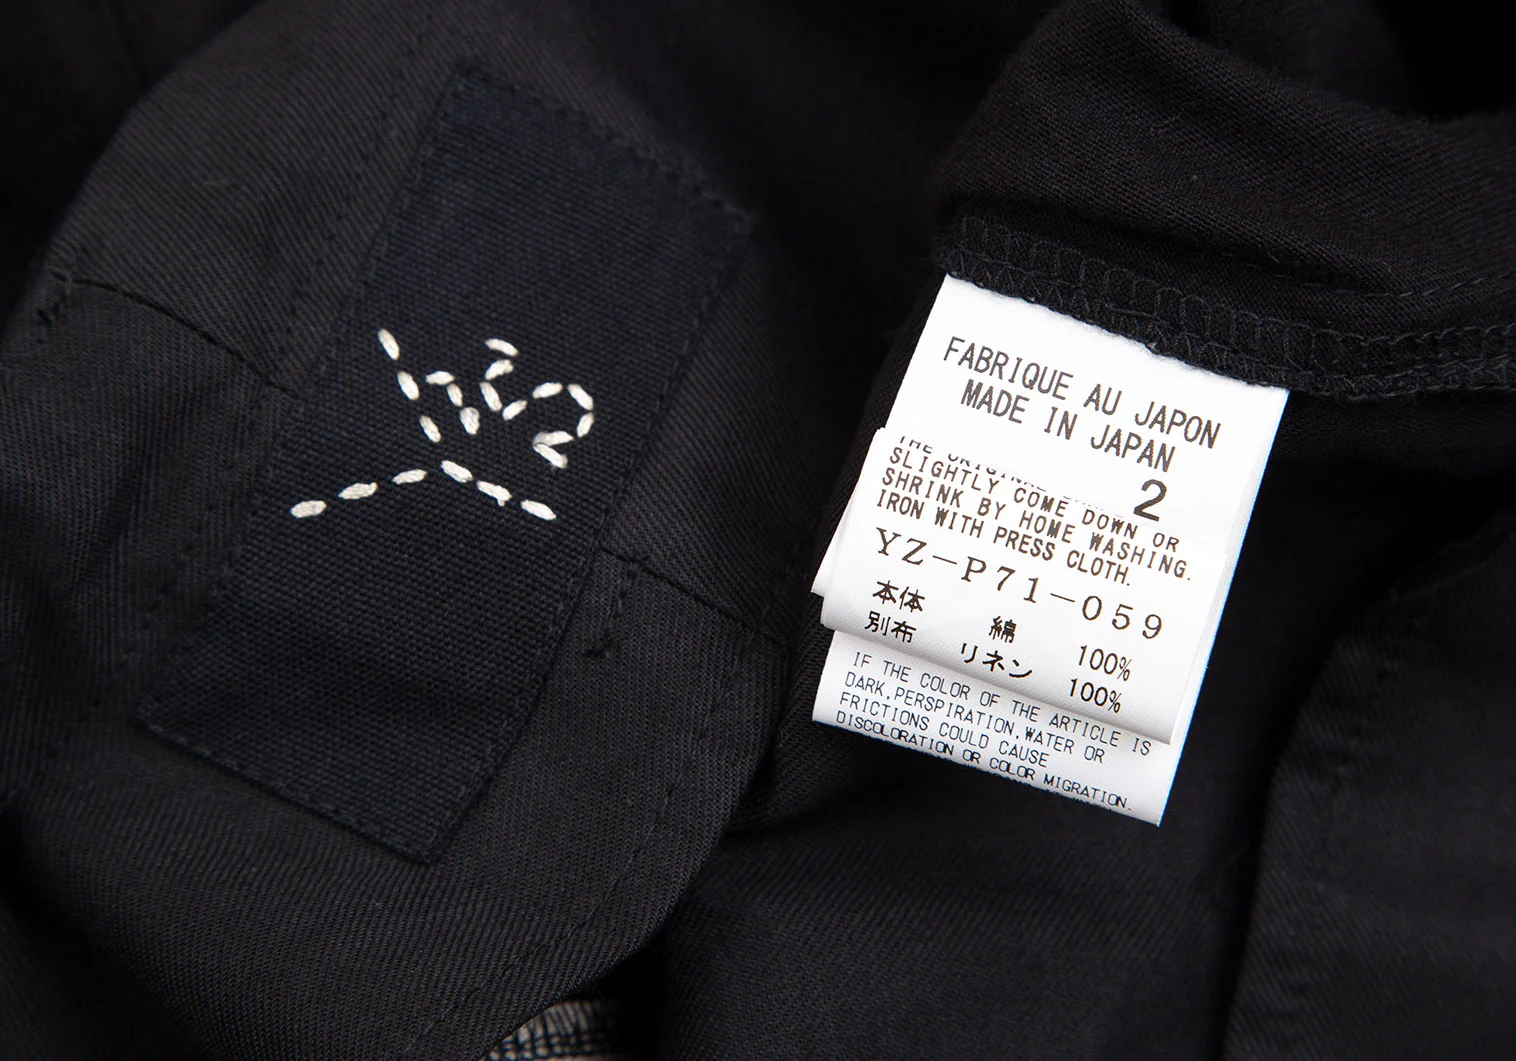 FABRIQUE AU JAPON
MADE IN JAPAN
2
THE ORIGINAL
SLIGHTLY COME DOWN OR
SHRINK BY HOME WASHING.
IRON WITH PRESS CLOTH.
YZ-P71-059
本体 綿 100%
別布 リネン 100%
IF THE COLOR OF THE ARTICLE IS
DARK,PERSPIRATION,WATER OR
FRICTIONS COULD CAUSE
DISCOLORATION OR COLOR MIGRATION.